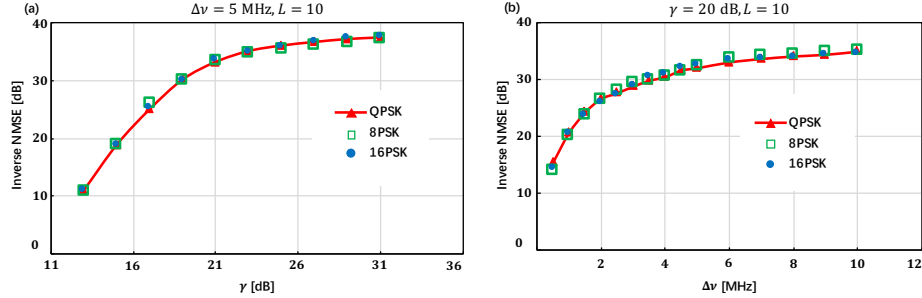 (a)
Δν = 5 MHz, L = 10
40
30
20
10
0
Inverse NMSE [dB]
QPSK
8PSK
16PSK
11 16 21 26 31 36
γ [dB]
(b)
γ = 20 dB, L = 10
40
30
20
10
0
Inverse NMSE [dB]
QPSK
8PSK
16PSK
2 4 6 8 10 12
Δν [MHz]